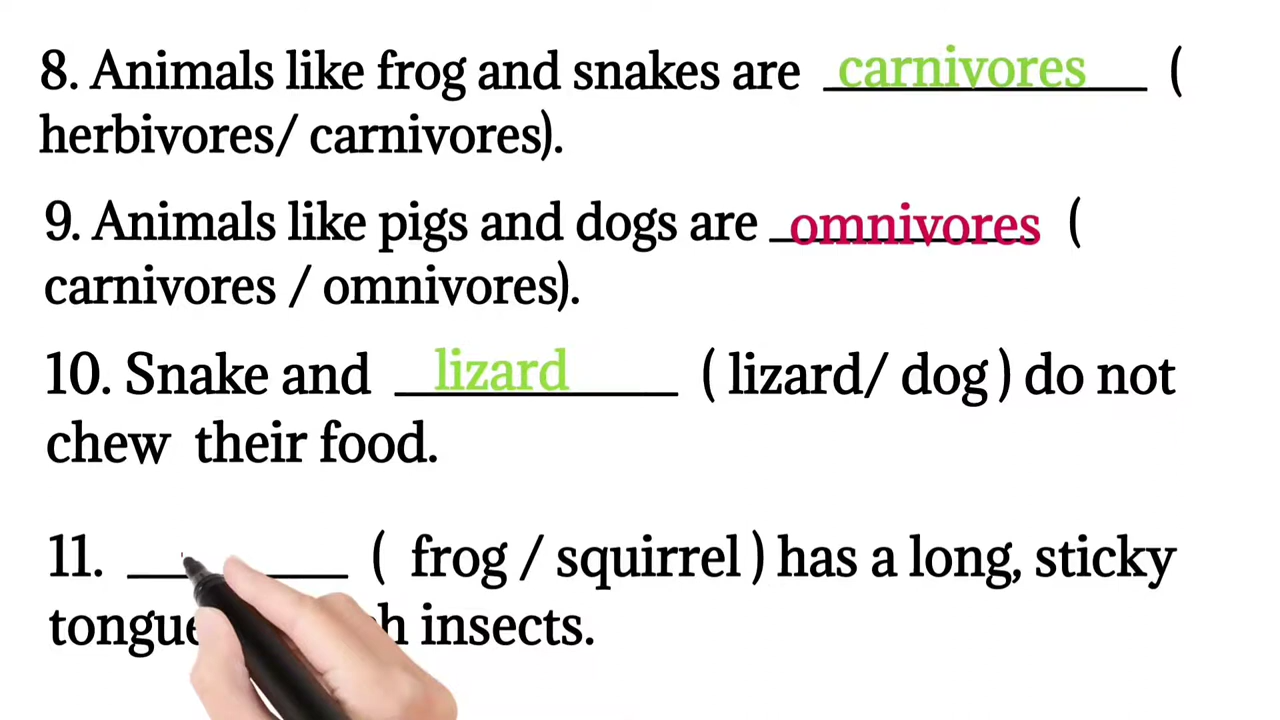 8. Animals like frog and snakes are carnivores (
herbivores/ carnivores).
9. Animals like pigs and dogs are omnivores (
carnivores / omnivores).
10. Snake and lizard ( lizard/ dog ) do not
chew their food.
11. ( frog / squirrel ) has a long, sticky
tongue insects.